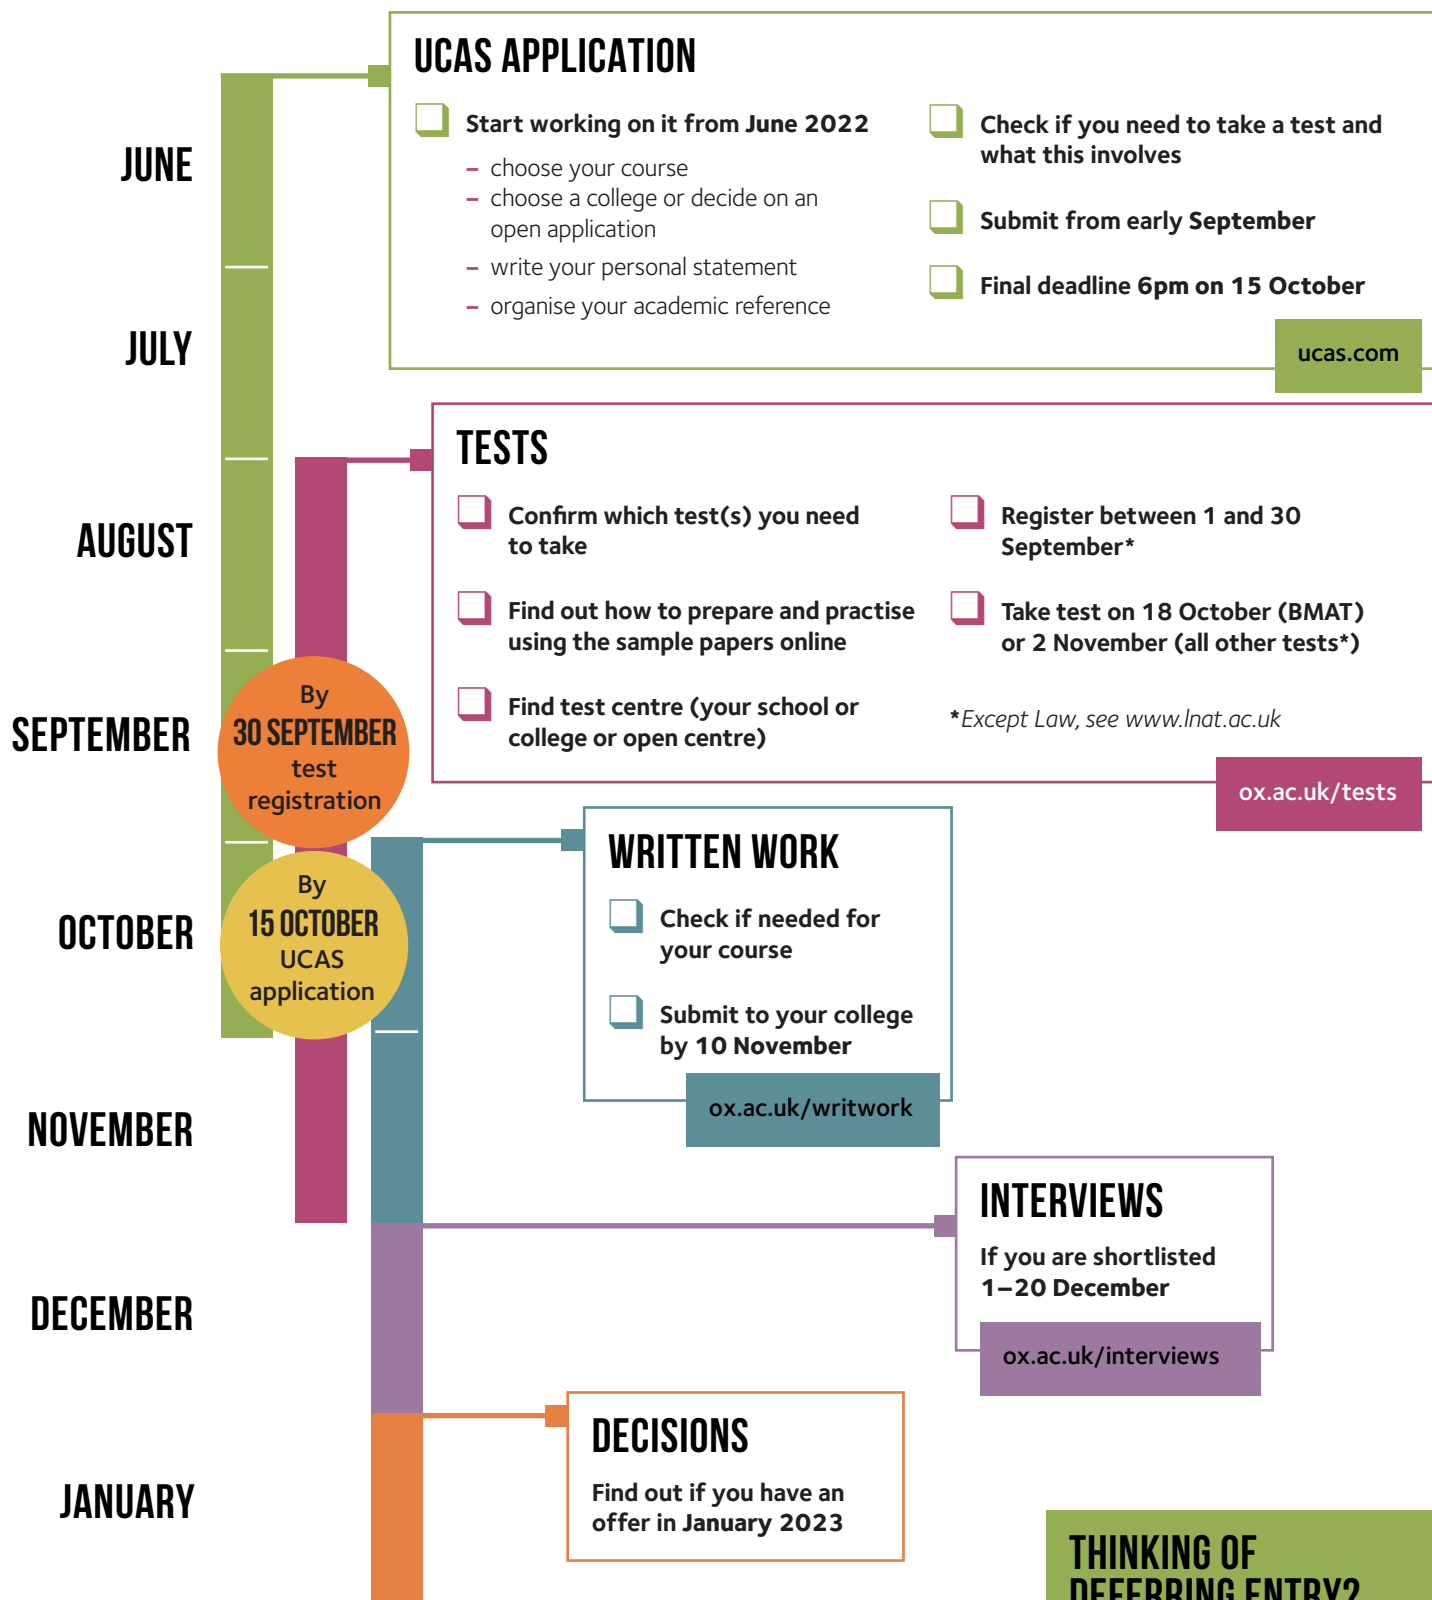 UCAS APPLICATION
Start working on it from June 2022
– choose your course
– choose a college or decide on an
open application
– write your personal statement
– organise your academic reference
Check if you need to take a test and
what this involves
Submit from early September
Final deadline 6pm on 15 October
ucas.com
JUNE
JULY
TESTS
Confirm which test(s) you need
to take
Find out how to prepare and practise
using the sample papers online
Find test centre (your school or
college or open centre)
Register between 1 and 30
September*
Take test on 18 October (BMAT)
or 2 November (all other tests*)
*Except Law, see www.lnat.ac.uk
ox.ac.uk/tests
AUGUST
SEPTEMBER
By
30 SEPTEMBER
test
registration
WRITTEN WORK
Check if needed for
your course
Submit to your college
by 10 November
ox.ac.uk/writwork
OCTOBER
By
15 OCTOBER
UCAS
application
NOVEMBER
INTERVIEWS
If you are shortlisted
1–20 December
ox.ac.uk/interviews
DECEMBER
DECISIONS
Find out if you have an
offer in January 2023
JANUARY
THINKING OF
DEFERRING ENTRY?